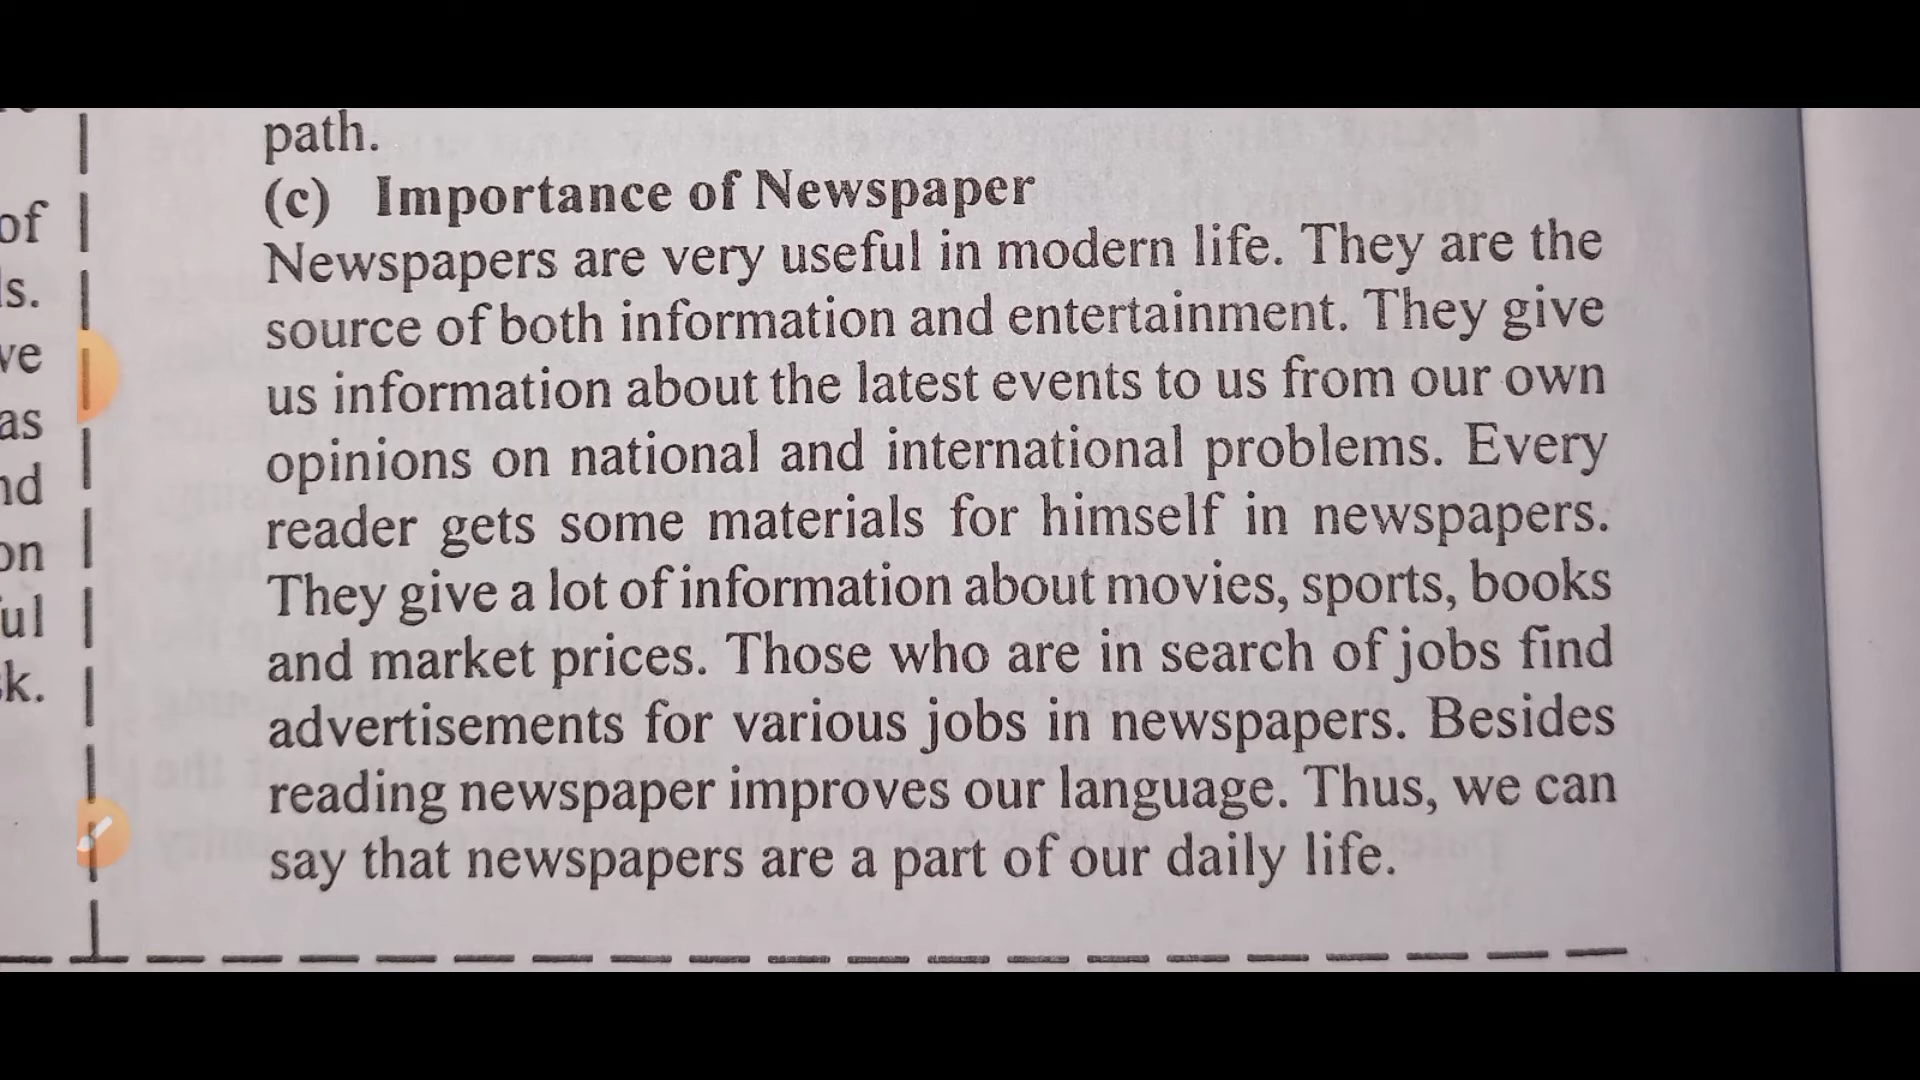 path.
(c) Importance of Newspaper
Newspapers are very useful in modern life. They are the
source of both information and entertainment. They give
us information about the latest events to us from our own
opinions on national and international problems. Every
reader gets some materials for himself in newspapers.
They give a lot of information about movies, sports, books
and market prices. Those who are in search of jobs find
advertisements for various jobs in newspapers. Besides
reading newspaper improves our language. Thus, we can
say that newspapers are a part of our daily life.